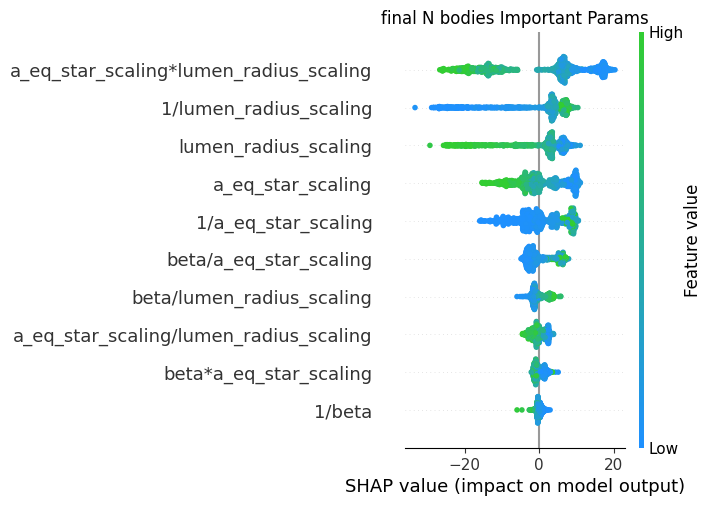 final N bodies Important Params
High
a_eq_star_scaling*lumen_radius_scaling
1/lumen_radius_scaling
lumen_radius_scaling
a_eq_star_scaling
1/a_eq_star_scaling
beta/a_eq_star_scaling
beta/lumen_radius_scaling
a_eq_star_scaling/lumen_radius_scaling
beta*a_eq_star_scaling
1/beta
Feature value
Low
−20 0 20
SHAP value (impact on model output)